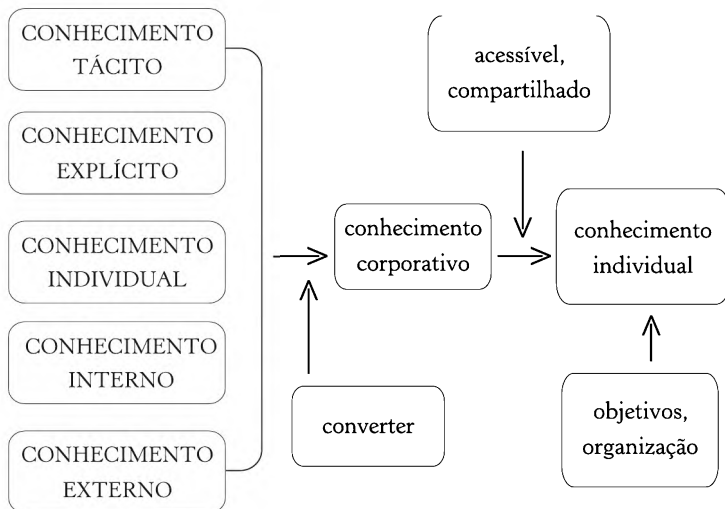 CONHECIMENTO
TÁCITO
CONHECIMENTO
EXPLÍCITO
CONHECIMENTO
INDIVIDUAL
CONHECIMENTO
INTERNO
CONHECIMENTO
EXTERNO
converter
conhecimento
corporativo
acessível,
compartilhado
conhecimento
individual
objetivos,
organização